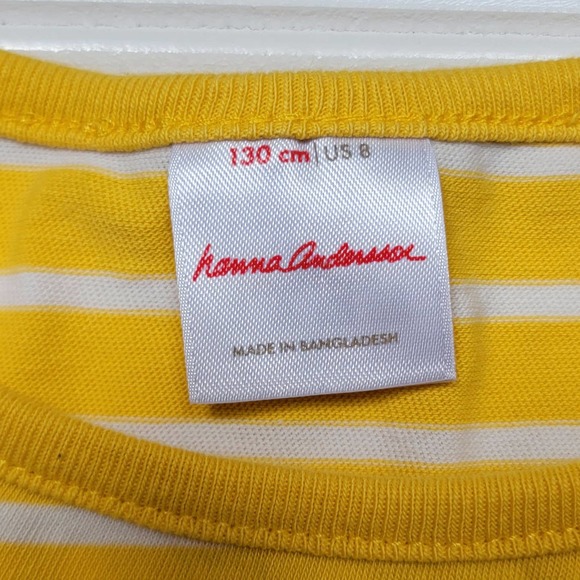 130 cm | US 8
hanna andersson
MADE IN BANGLADESH